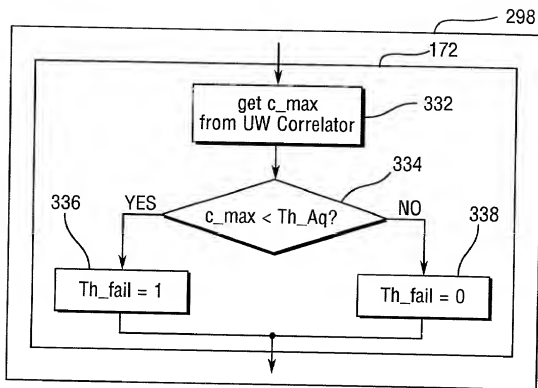 298
172
get c_max
from UW Correlator
332
334
c_max < Th_Aq?
YES
NO
336
338
Th_fail = 1
Th_fail = 0